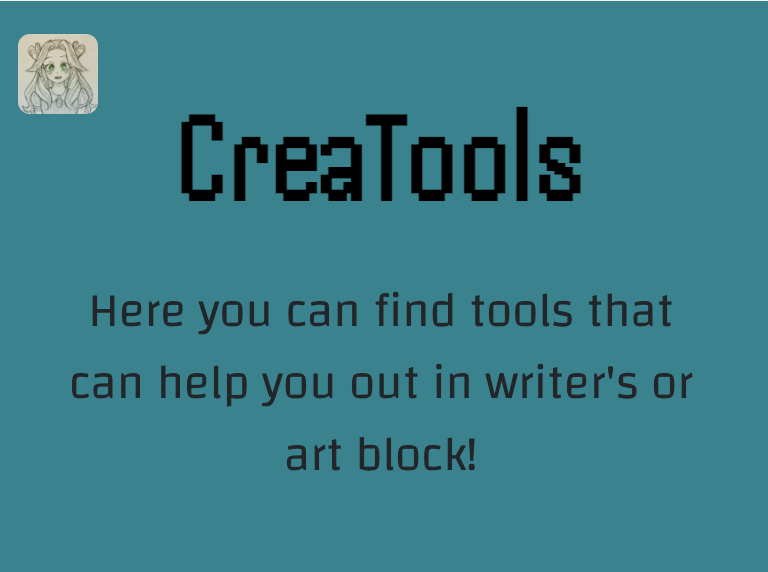 CreaTools
Here you can find tools that
can help you out in writer's or
art block!